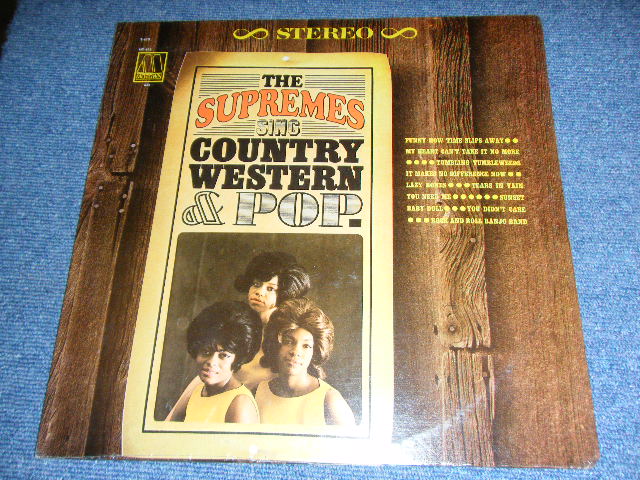 STEREO
MOTOWN
THE
SUPREMES
SING
COUNTRY
WESTERN
& POP.
FUNNY HOW TIME SLIPS AWAY
MY HEART CAN'T TAKE IT NO MORE
TUMBLING TUMBLEWEEDS
IT MAKES NO DIFFERENCE NOW
LAZY BONES TEARS IN VAIN
YOU NEED ME SUNSET
BABY DOLL YOU DIDN'T CARE
ROCK AND ROLL BANJO BAND